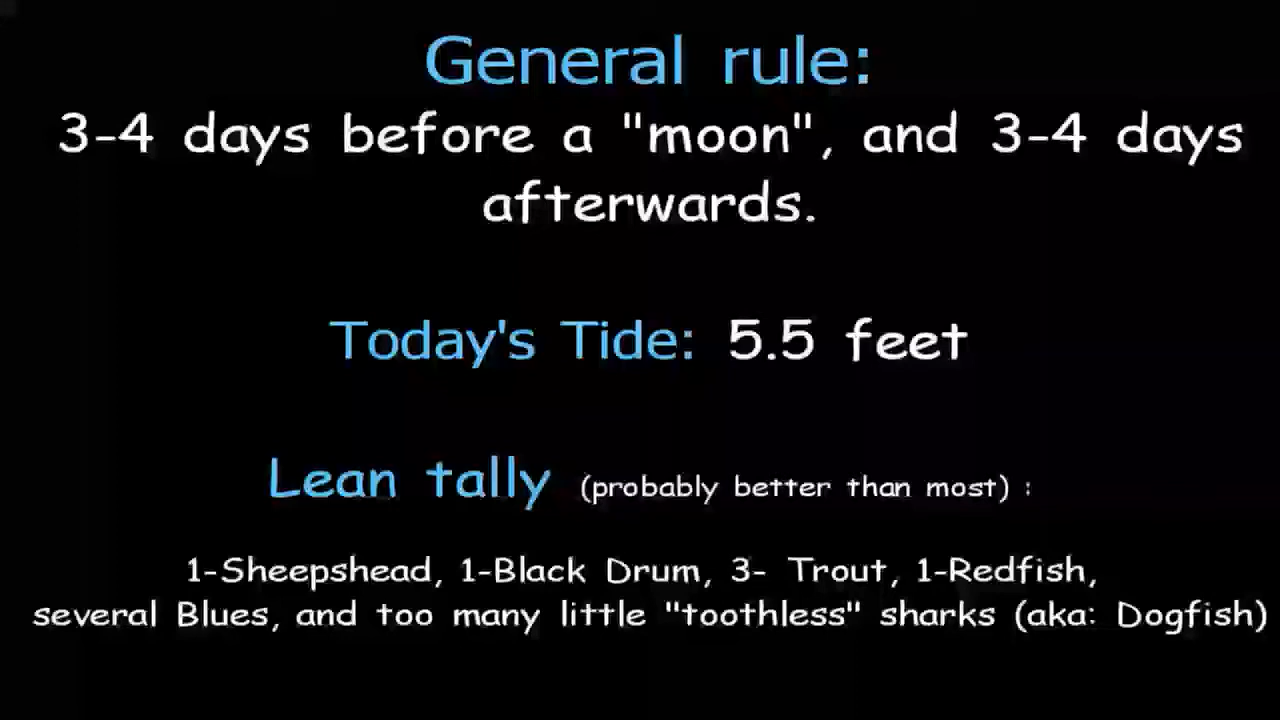 General rule:
3-4 days before a "moon", and 3-4 days
afterwards.
Today's Tide: 5.5 feet
Lean tally (probably better than most) :
1-Sheepshead, 1-Black Drum, 3- Trout, 1-Redfish,
several Blues, and too many little "toothless" sharks (aka: Dogfish)